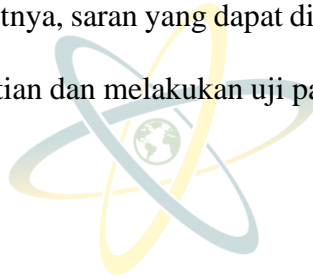 tnya, saran yang dapat di
tian dan melakukan uji pa